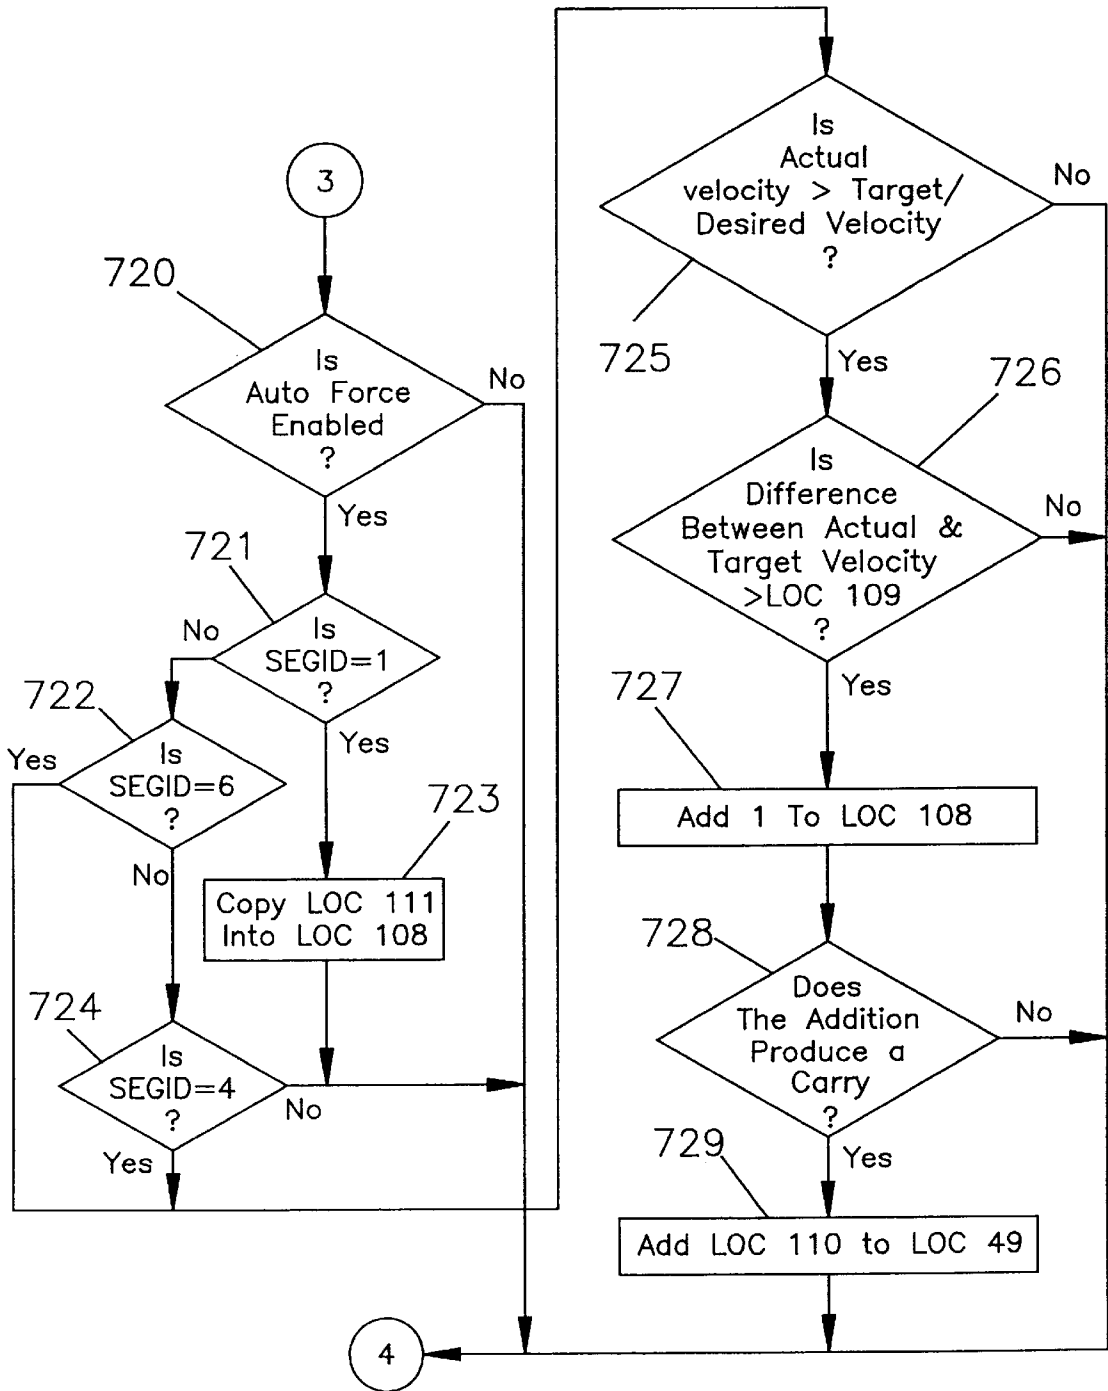 3
720
Is
Auto Force
Enabled
?
No
Yes
721
Is
SEGID=1
?
No
Yes
722
Is
SEGID=6
?
Yes
No
723
Copy LOC 111
Into LOC 108
724
Is
SEGID=4
?
No
Yes
Is
Actual
velocity > Target/
Desired Velocity
?
No
725
Yes
726
Is
Difference
Between Actual &
Target Velocity
>LOC 109
?
No
Yes
727
Add 1 To LOC 108
728
Does
The Addition
Produce a
Carry
?
No
Yes
729
Add LOC 110 to LOC 49
4